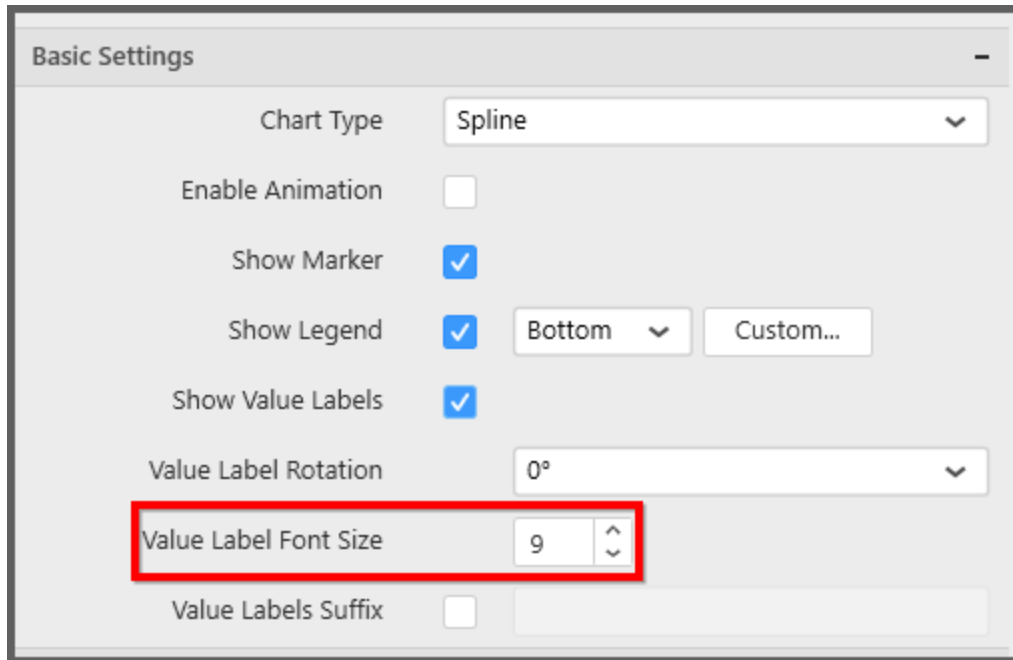 Basic Settings
Chart Type Spline
Enable Animation
Show Marker
Show Legend Bottom Custom...
Show Value Labels
Value Label Rotation 0°
Value Label Font Size 9
Value Labels Suffix